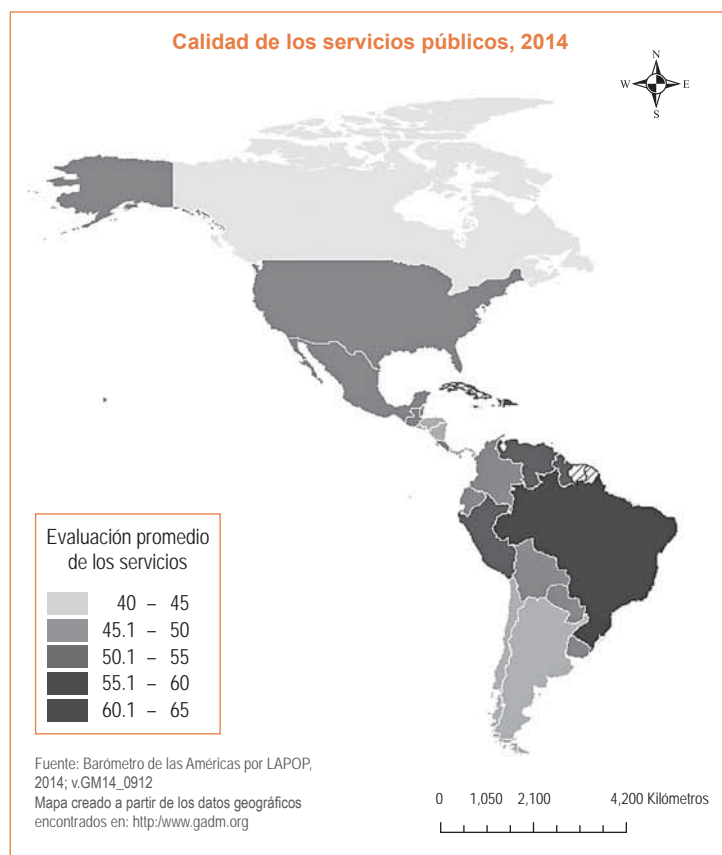 Calidad de los servicios públicos, 2014
N
W E
S
Evaluación promedio
de los servicios
40 – 45
45.1 – 50
50.1 – 55
55.1 – 60
60.1 – 65
Fuente: Barómetro de las Américas por LAPOP,
2014; v.GM14_0912
Mapa creado a partir de los datos geográficos
encontrados en: http:/www.gadm.org
0 1,050 2,100 4,200 Kilómetros